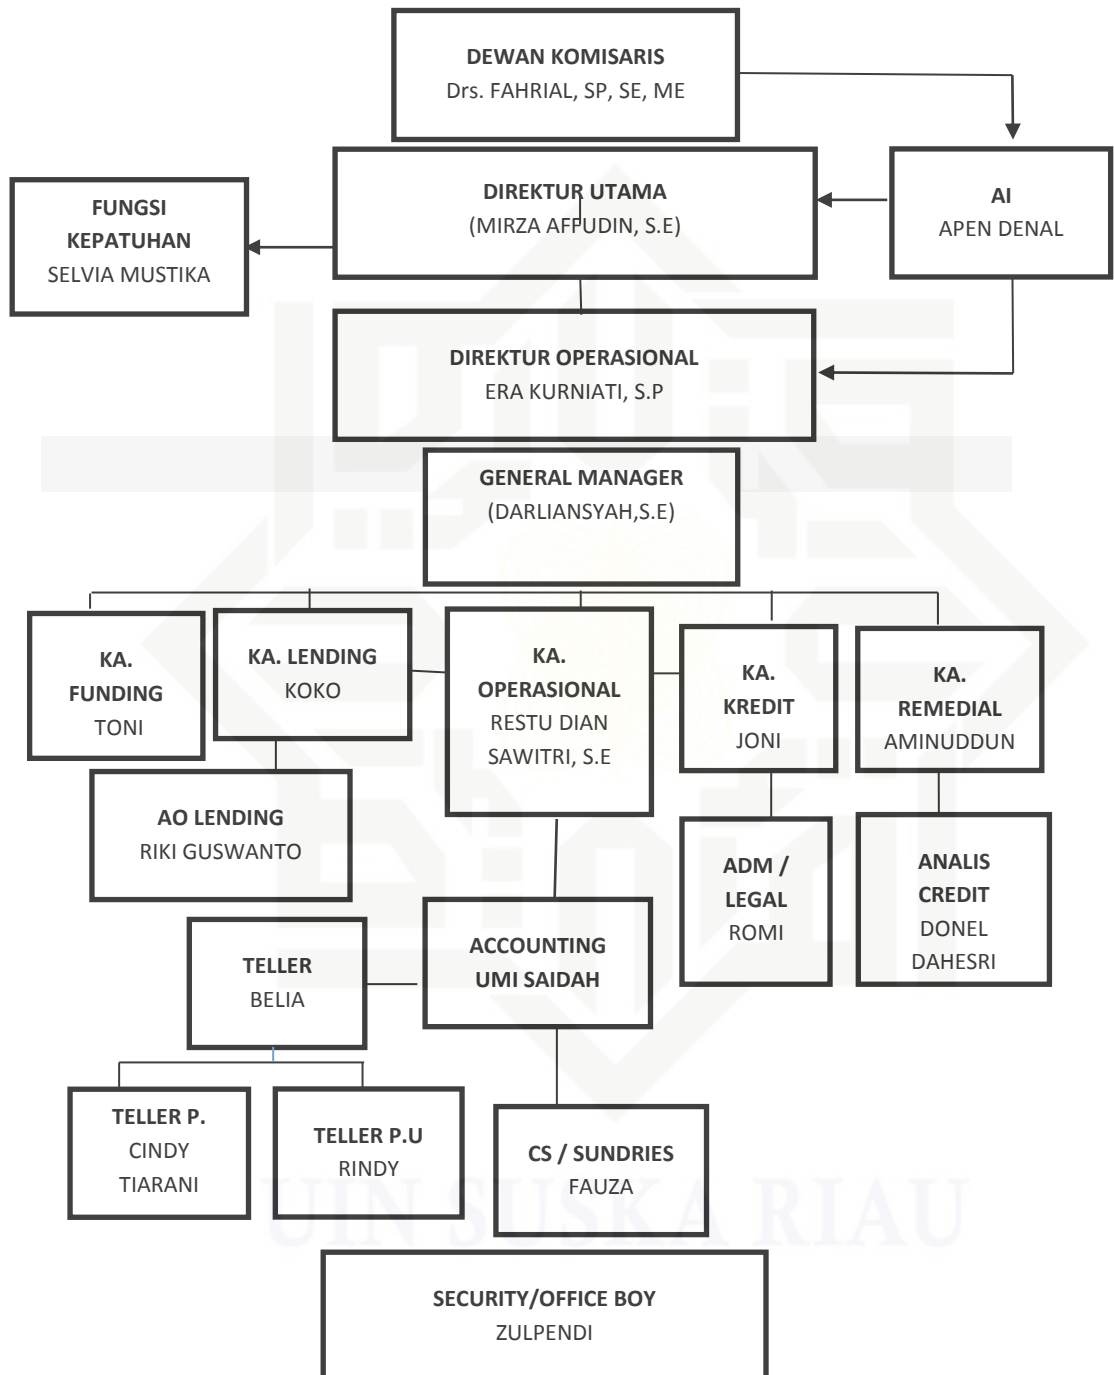 DEWAN KOMISARIS
Drs. FAHRIAL, SP, SE, ME
DIREKTUR UTAMA
(MIRZA AFFUDIN, S.E)
AI
APEN DENAL
FUNGSI
KEPATUHAN
SELVIA MUSTIKA
DIREKTUR OPERASIONAL
ERA KURNIATI, S.P
GENERAL MANAGER
(DARLIANSYAH,S.E)
KA.
FUNDING
TONI
KA. LENDING
KOKO
KA.
OPERASIONAL
RESTU DIAN
SAWITRI, S.E
KA.
KREDIT
JONI
KA.
REMEDIAL
AMINUDDUN
AO LENDING
RIKI GUSWANTO
ADM /
LEGAL
ROMI
ANALIS
CREDIT
DONEL
DAHESRI
TELLER
BELIA
ACCOUNTING
UMI SAIDAH
TELLER P.
CINDY
TIARANI
TELLER P.U
RINDY
CS / SUNDRIES
FAUZA
UIN SUSKA RIAU
SECURITY/OFFICE BOY
ZULPENDI